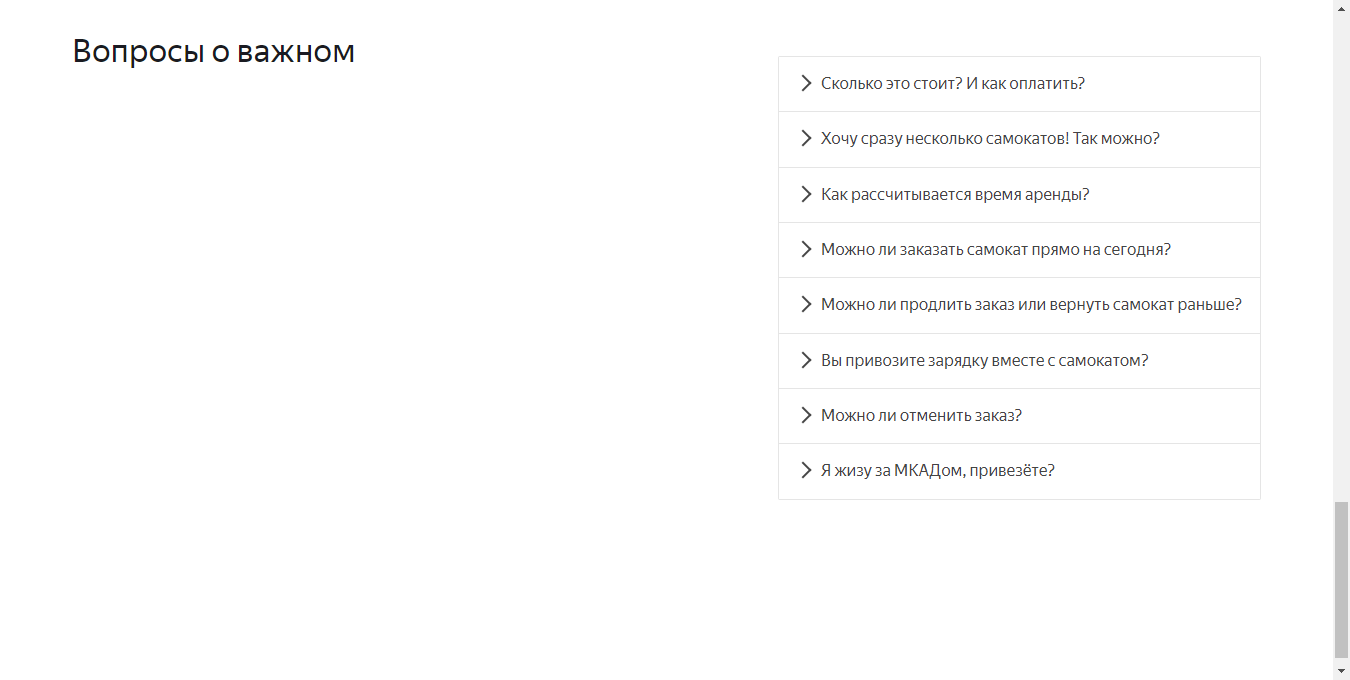 Вопросы о важном
Сколько это стоит? И как оплатить?
Хочу сразу несколько самокатов! Так можно?
Как рассчитывается время аренды?
Можно ли заказать самокат прямо на сегодня?
Можно ли продлить заказ или вернуть самокат раньше?
Вы привозите зарядку вместе с самокатом?
Можно ли отменить заказ?
Я жизу за МКАДом, привезёте?